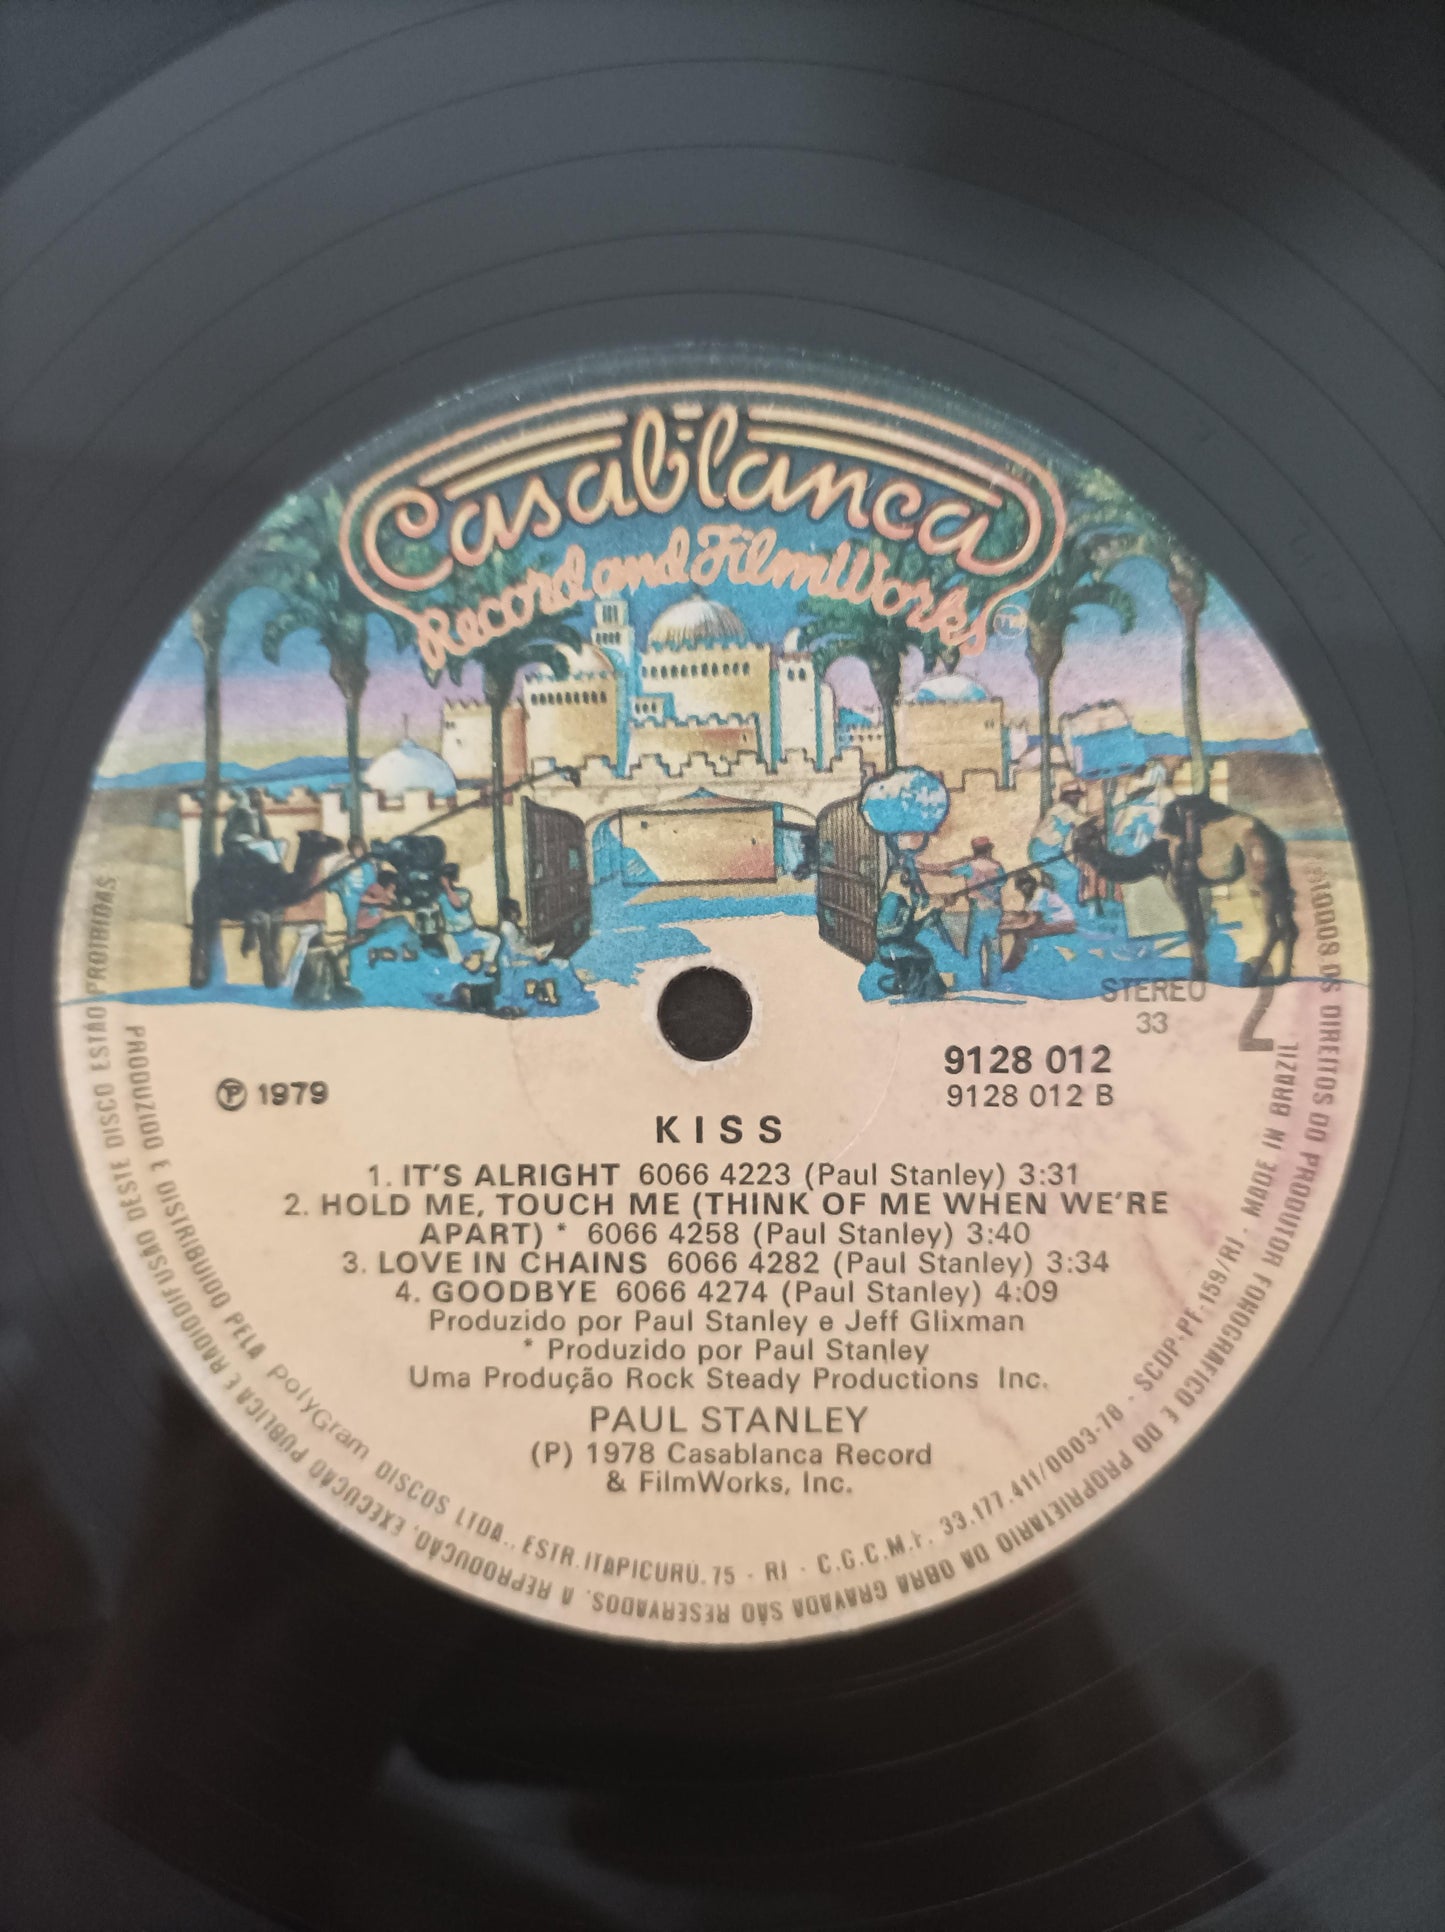 Casablanca
Record and FilmWorks
TM
STEREO
33
2
9128 012
9128 012 B
℗ 1979
KISS
1. IT'S ALRIGHT 6066 4223 (Paul Stanley) 3:31
2. HOLD ME, TOUCH ME (THINK OF ME WHEN WE'RE
APART) * 6066 4258 (Paul Stanley) 3:40
3. LOVE IN CHAINS 6066 4282 (Paul Stanley) 3:34
4. GOODBYE 6066 4274 (Paul Stanley) 4:09
Produzido por Paul Stanley e Jeff Glixman
* Produzido por Paul Stanley
Uma Produção Rock Steady Productions Inc.
PAUL STANLEY
(P) 1978 Casablanca Record
& FilmWorks, Inc.
PRODUZIDO E DISTRIBUIDO PELA PolyGram DISCOS LTDA., ESTR. ITAPICURÚ, 75 - RJ - C.G.C.M.F. 33.177.411/0003-76 - SCDP-PF-159/RJ. MADE IN BRAZIL
TODOS OS DIREITOS DO PRODUTOR FONOGRAFICO E DO PROPRIETARIO DA OBRA GRAVADA SÃO RESERVADOS. A REPRODUÇÃO, EXECUÇÃO PUBLICA E RADIODIFUSÃO DESTE DISCO ESTÃO PROIBIDAS